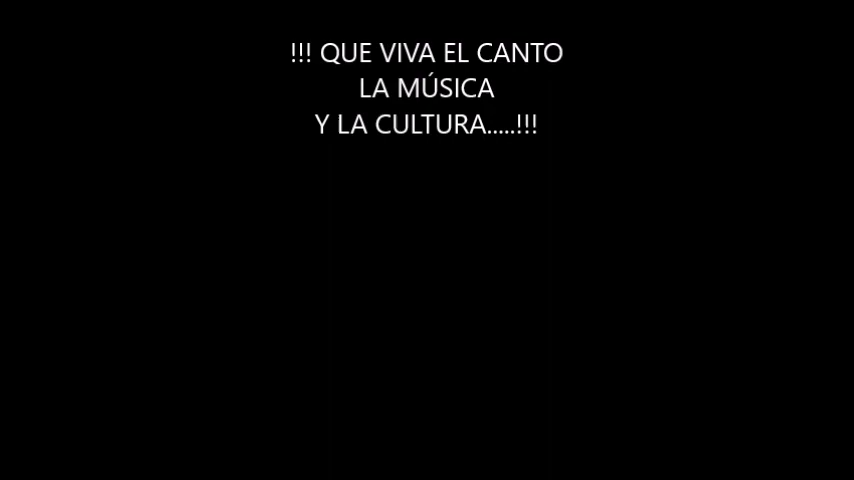 !!! QUE VIVA EL CANTO
LA MÚSICA
Y LA CULTURA.....!!!